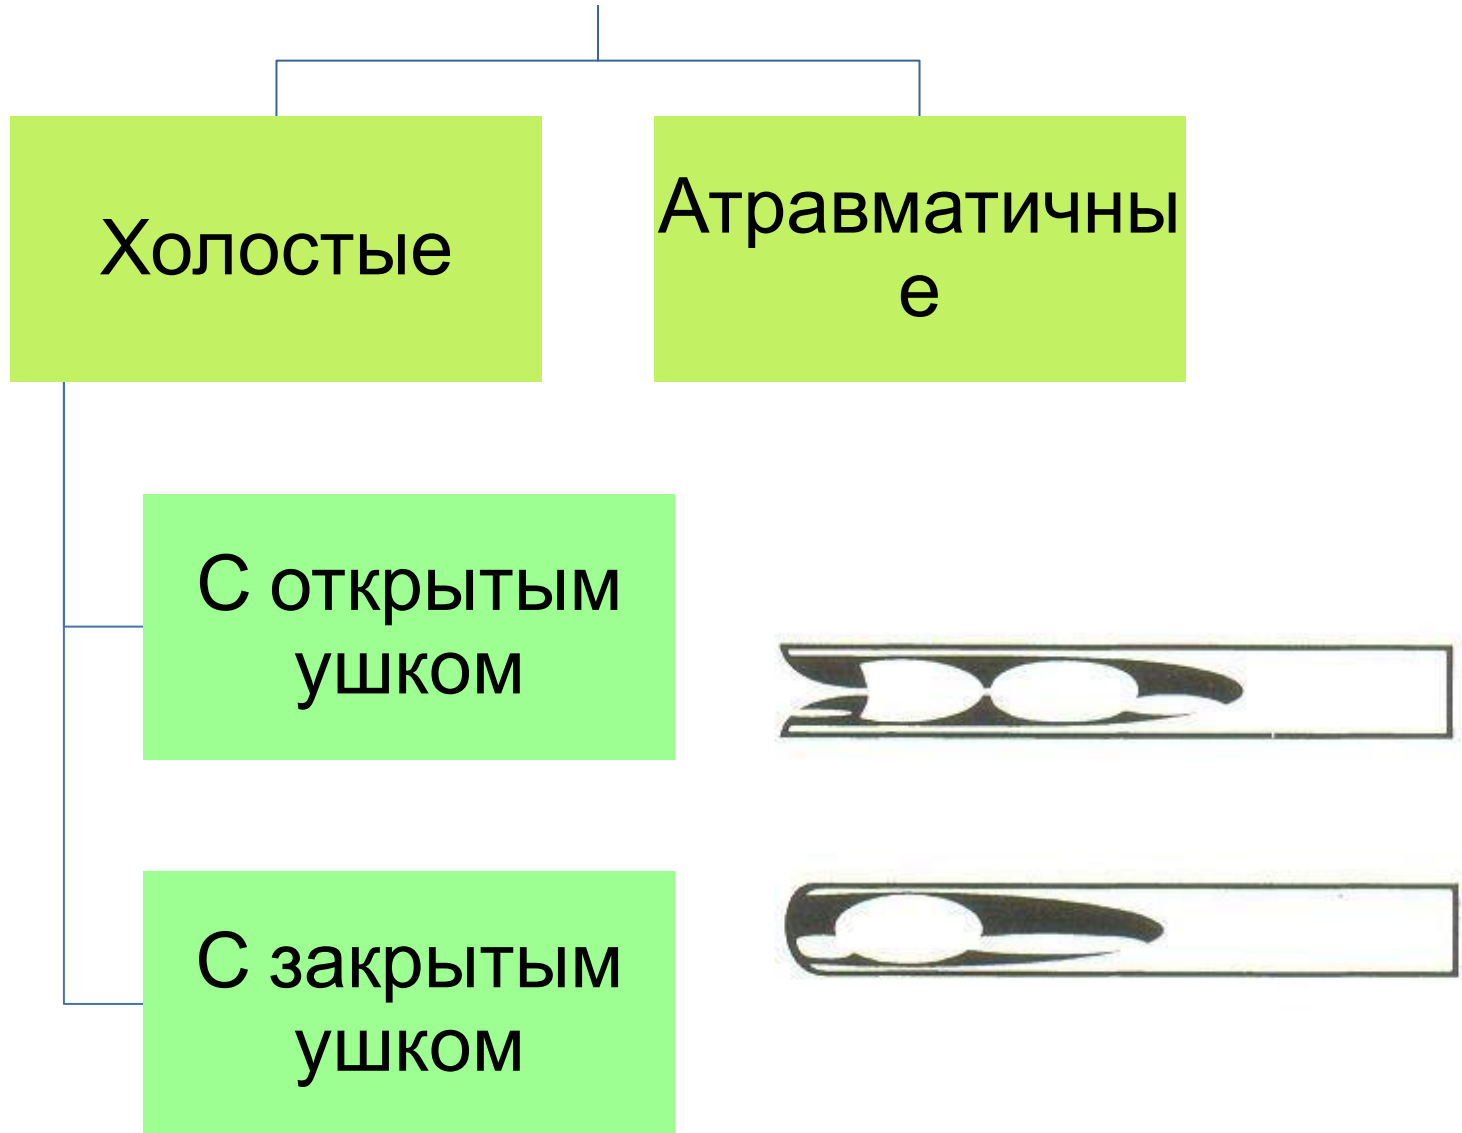 Холостые
Атравматичны
е
С открытым
ушком
С закрытым
ушком